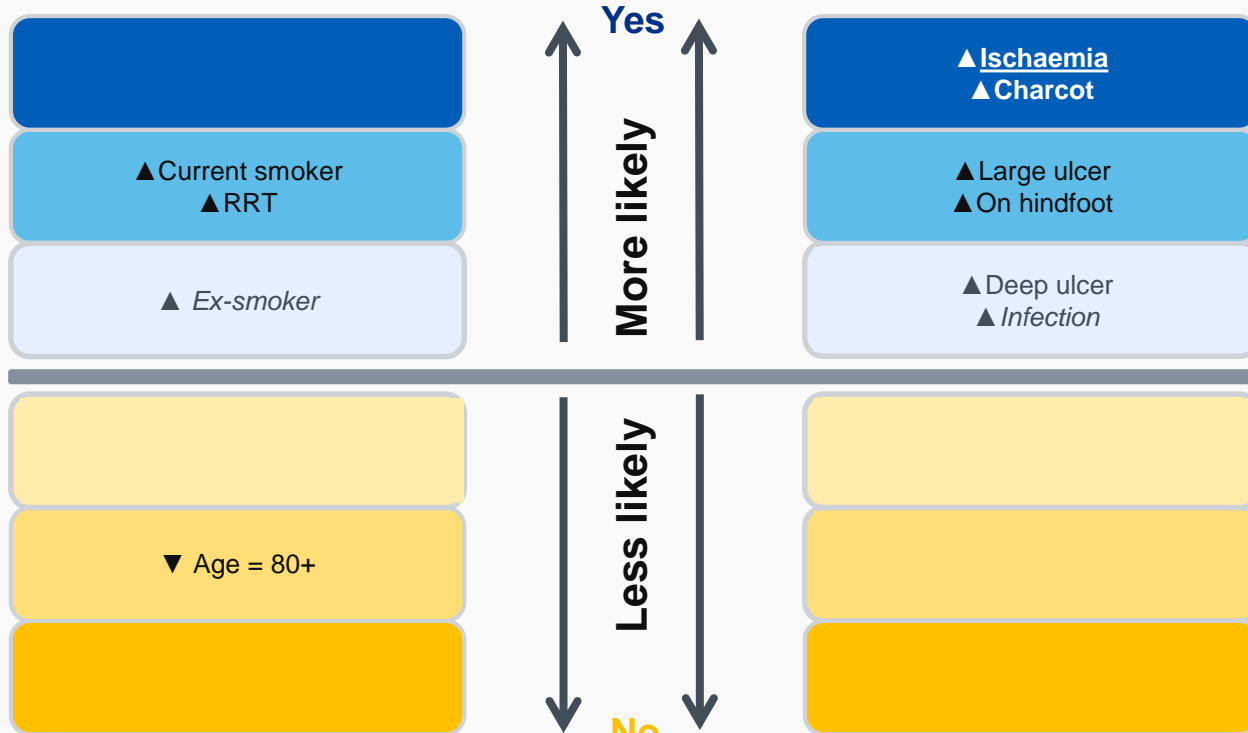 Yes
▲Ischaemia
▲Charcot
▲Current smoker
▲RRT
▲Large ulcer
▲On hindfoot
More likely
▲ Ex-smoker
▲Deep ulcer
▲Infection
Less likely
▼ Age = 80+
No